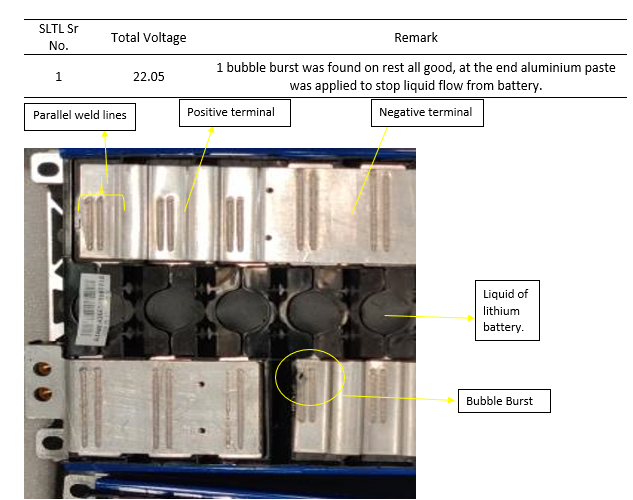 SLTL Sr
No.
Total Voltage
Remark
1
22.05
1 bubble burst was found on rest all good, at the end aluminium paste
was applied to stop liquid flow from battery.
Parallel weld lines
Positive terminal
Negative terminal
Liquid of
lithium
battery.
Bubble Burst